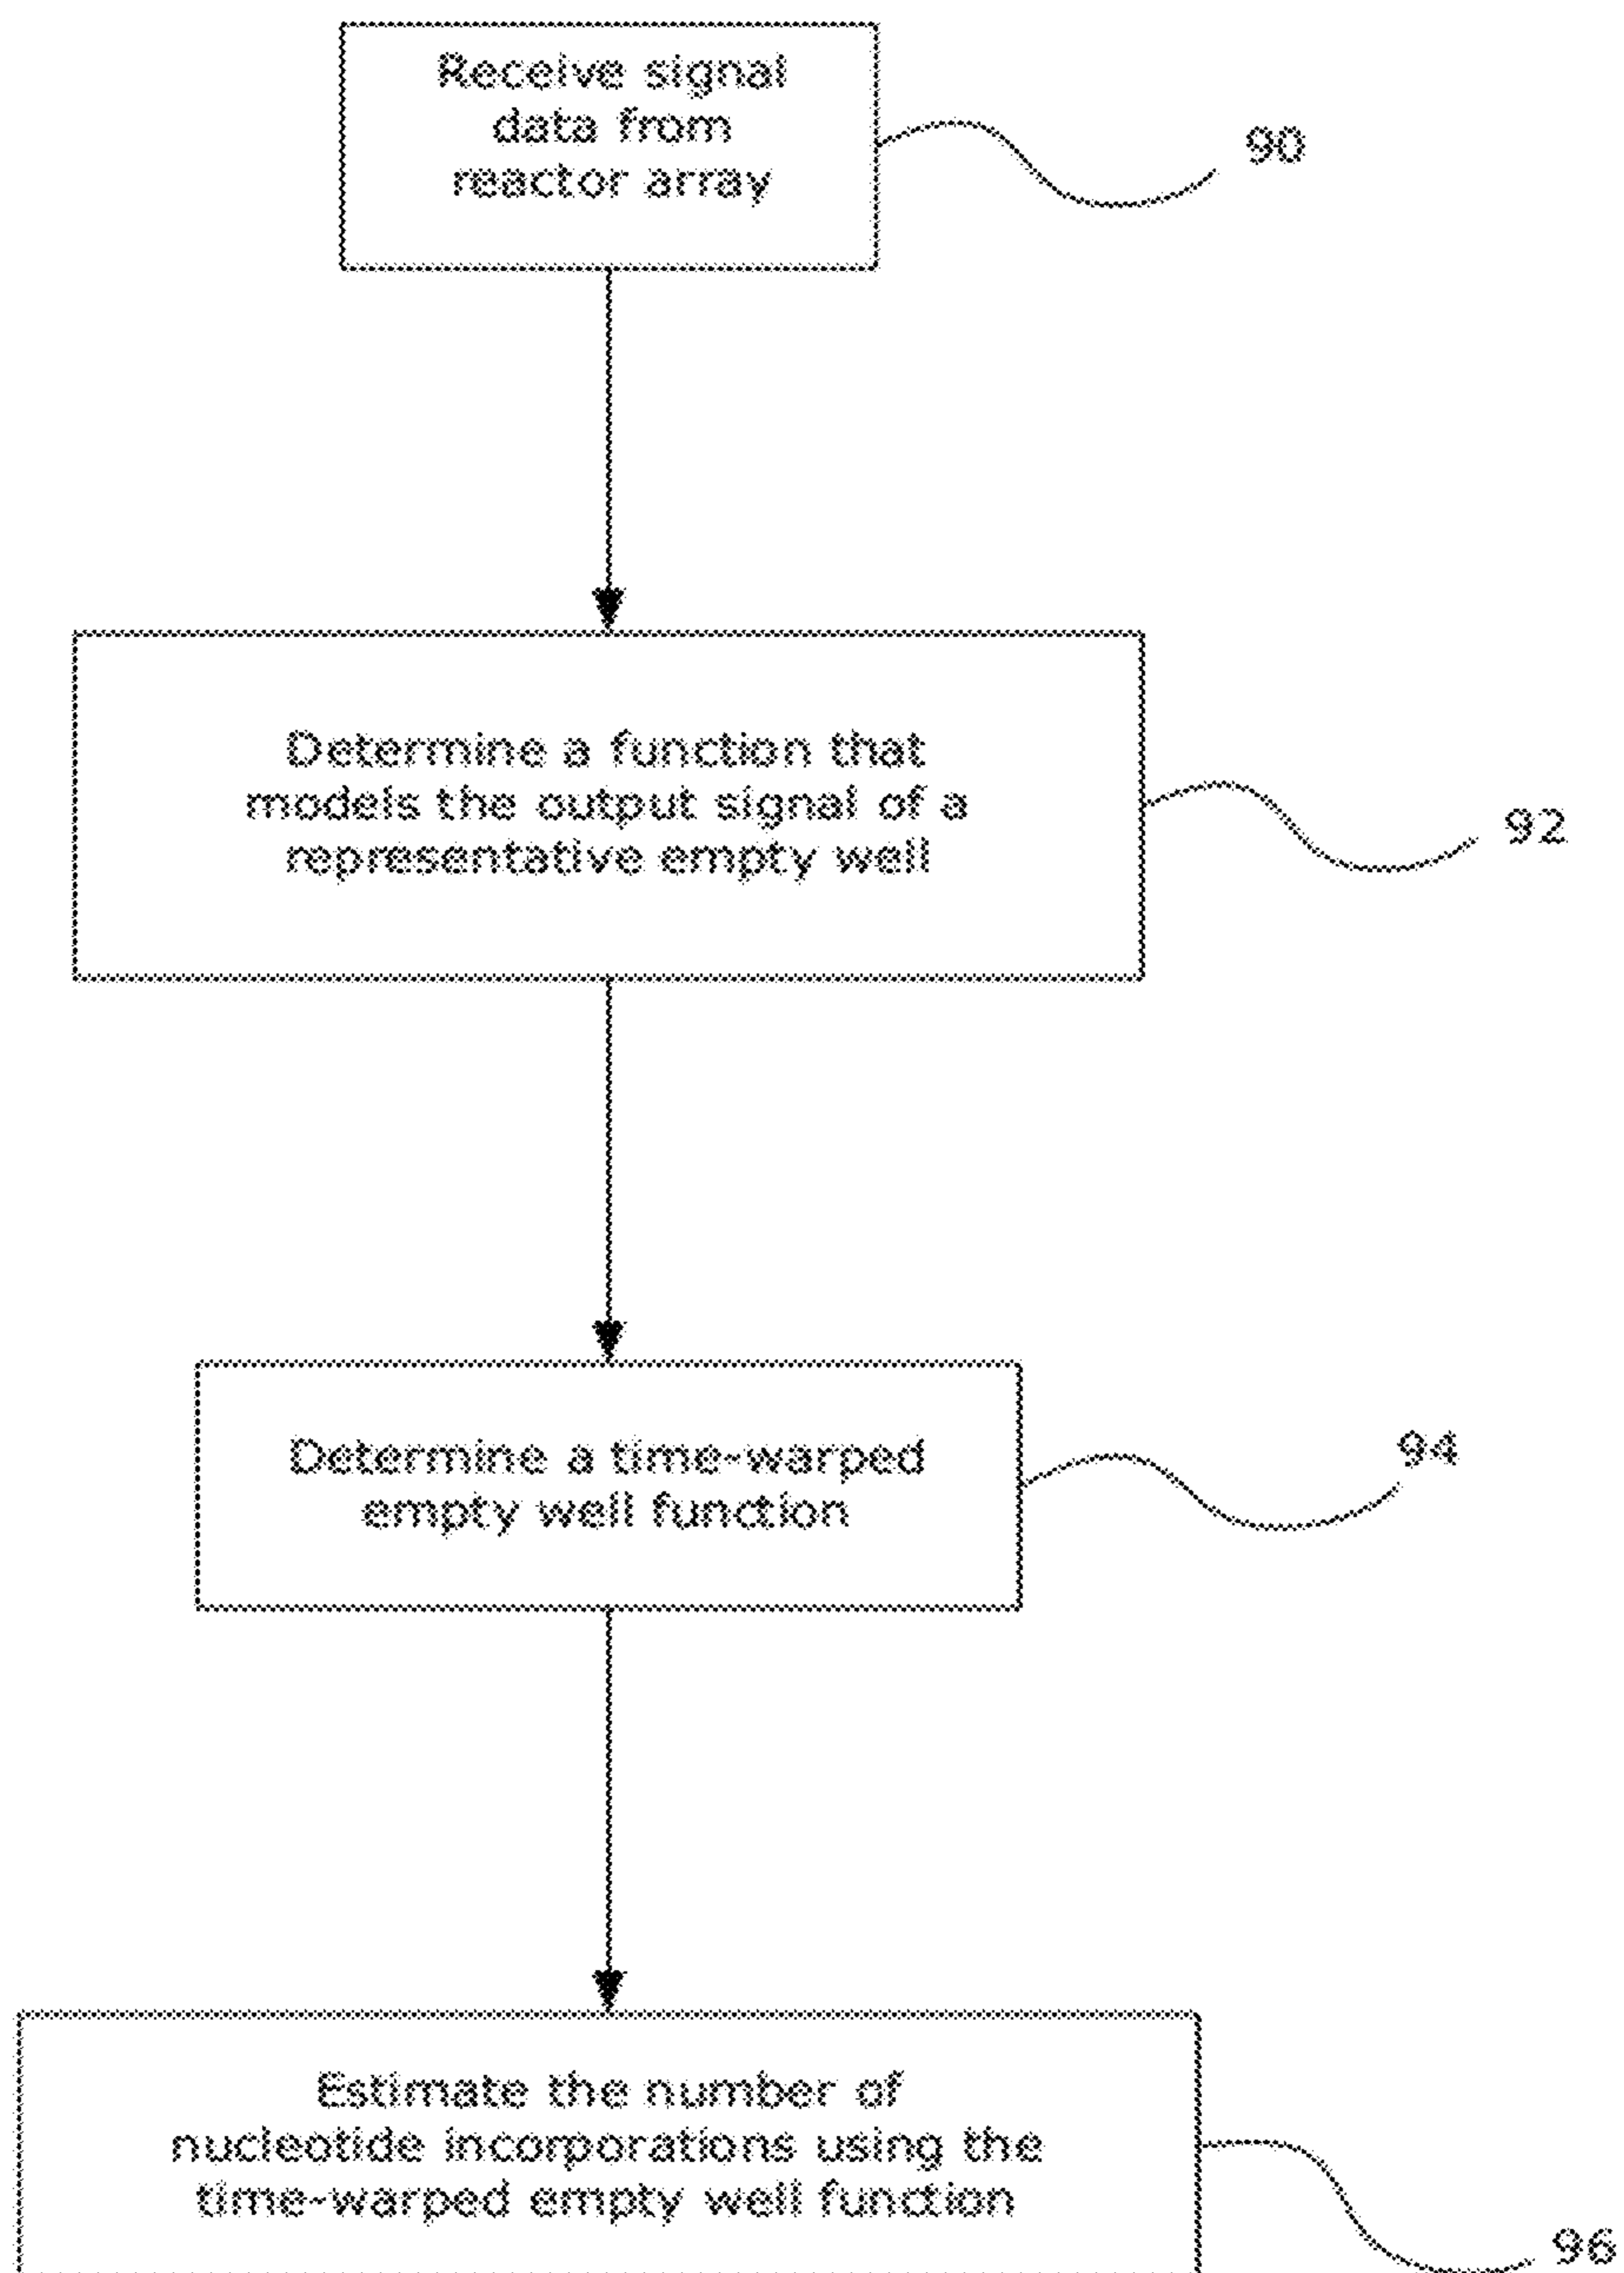 Receive signal
data from
reactor array
90
Determine a function that
models the output signal of a
representative empty well
92
Determine a time-warped
empty well function
94
Estimate the number of
nucleotide incorporations using the
time-warped empty well function
96